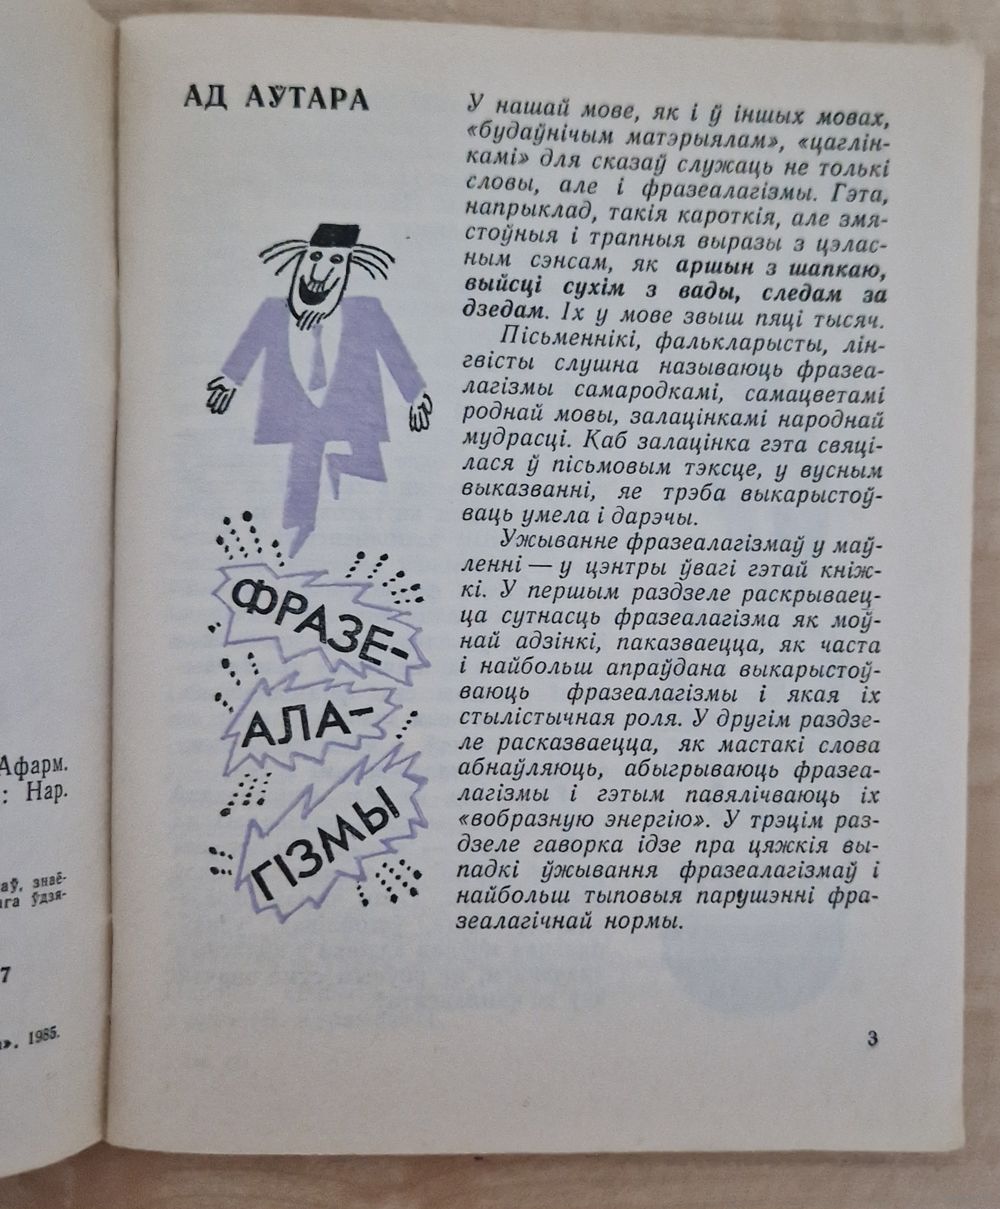 Афарм.
: Нар.
аў, знаё-
ага ўдзя-
7
». 1985.
АД АЎТАРА
ФРАЗЕ-
АЛА-
ГІЗМЫ
У нашай мове, як і ў іншых мовах,
«будаўнічым матэрыялам», «цаглін-
камі» для сказаў служаць не толькі
словы, але і фразеалагізмы. Гэта,
напрыклад, такія кароткія, але змя-
стоўныя і трапныя выразы з цэлас-
ным сэнсам, як аршын з шапкаю,
выйсці сухім з вады, следам за
дзедам. Іх у мове звыш пяці тысяч.
Пісьменнікі, фалькларысты, лін-
гвісты слушна называюць фразеа-
лагізмы самародкамі, самацветамі
роднай мовы, залацінкамі народнай
мудрасці. Каб залацінка гэта свяці-
лася ў пісьмовым тэксце, у вусным
выказванні, яе трэба выкарыстоў-
ваць умела і дарэчы.
Ужыванне фразеалагізмаў у маў-
ленні — у цэнтры ўвагі гэтай кніж-
кі. У першым раздзеле раскрываец-
ца сутнасць фразеалагізма як моў-
най адзінкі, паказваецца, як часта
і найбольш апраўдана выкарыстоў-
ваюць фразеалагізмы і якая іх
стылістычная роля. У другім раздзе-
ле расказваецца, як мастакі слова
абнаўляюць, абыгрываюць фразеа-
лагізмы і гэтым павялічваюць іх
«вобразную энергію». У трэцім раз-
дзеле гаворка ідзе пра цяжкія вы-
падкі ўжывання фразеалагізмаў і
найбольш тыповыя парушэнні фра-
зеалагічнай нормы.
3